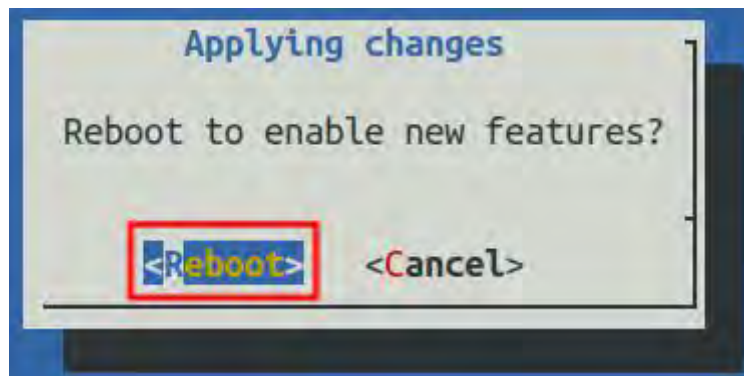 Applying changes
Reboot to enable new features?
<Reboot> <Cancel>